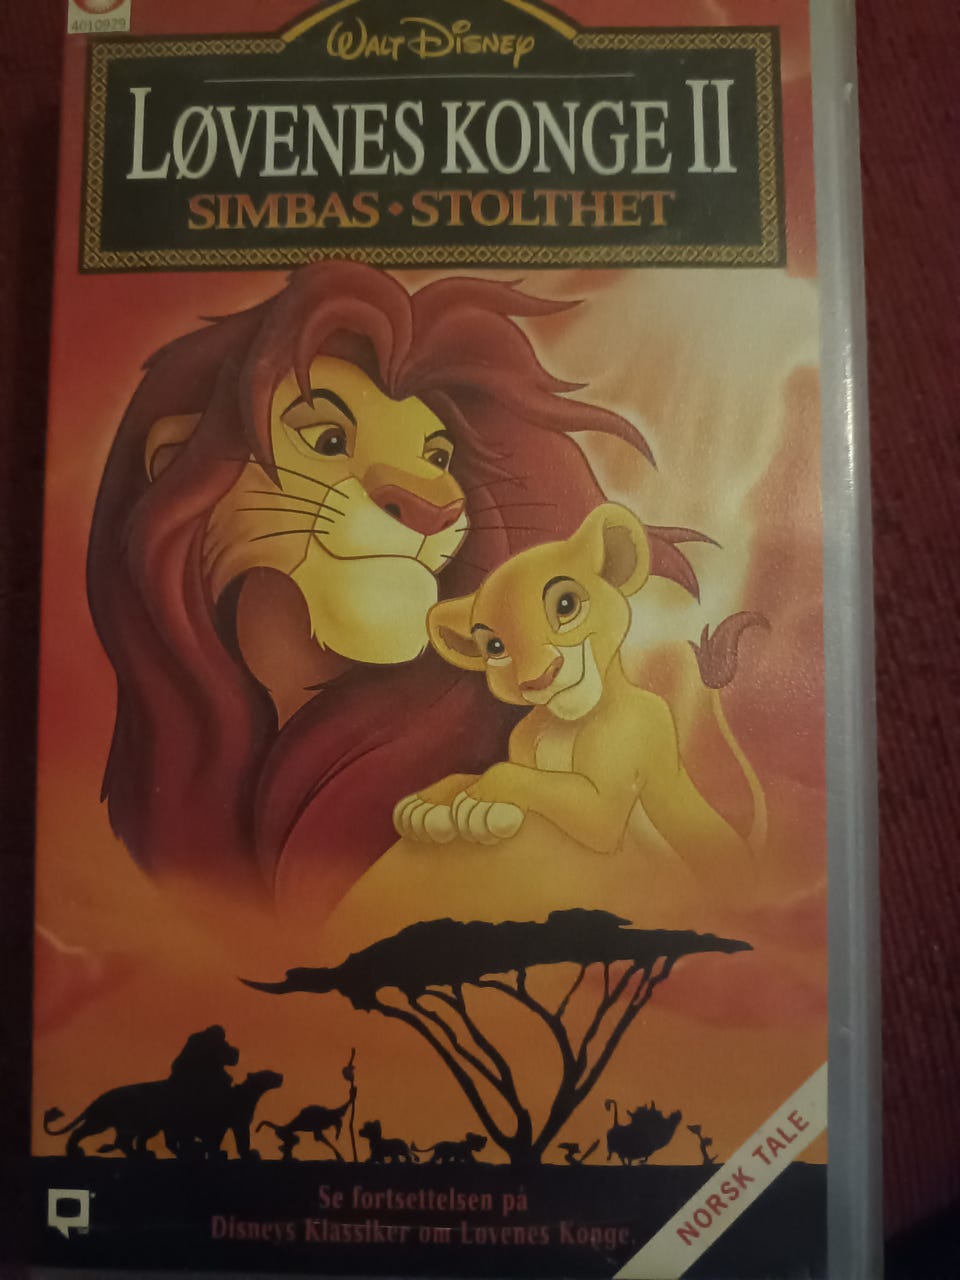 4010929
WALT DISNEY
LØVENES KONGE II
SIMBAS • STOLTHET
Se fortsettelsen på
Disneys Klassiker om Løvenes Konge.
NORSK TALE